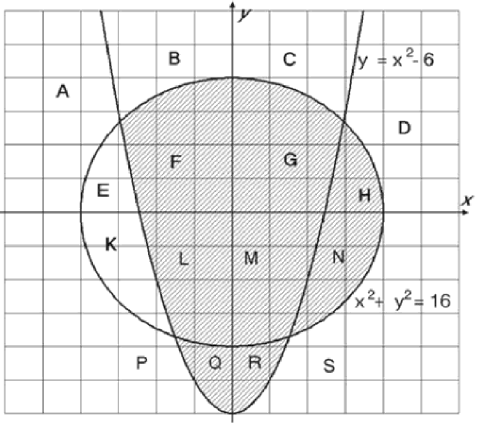 y
B C y = x²- 6
A D
F G
E H x
K L M N
x²+ y²= 16
P Q R S